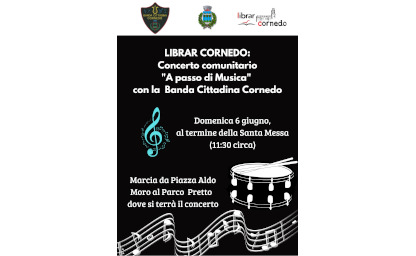 librar
cornedo
LIBRAR CORNEDO:
Concerto comunitario
"A passo di Musica"
con la Banda Cittadina Cornedo
Domenica 6 giugno,
al termine della Santa Messa
(11:30 circa)
Marcia da Piazza Aldo
Moro al Parco Pretto
dove si terrà il concerto